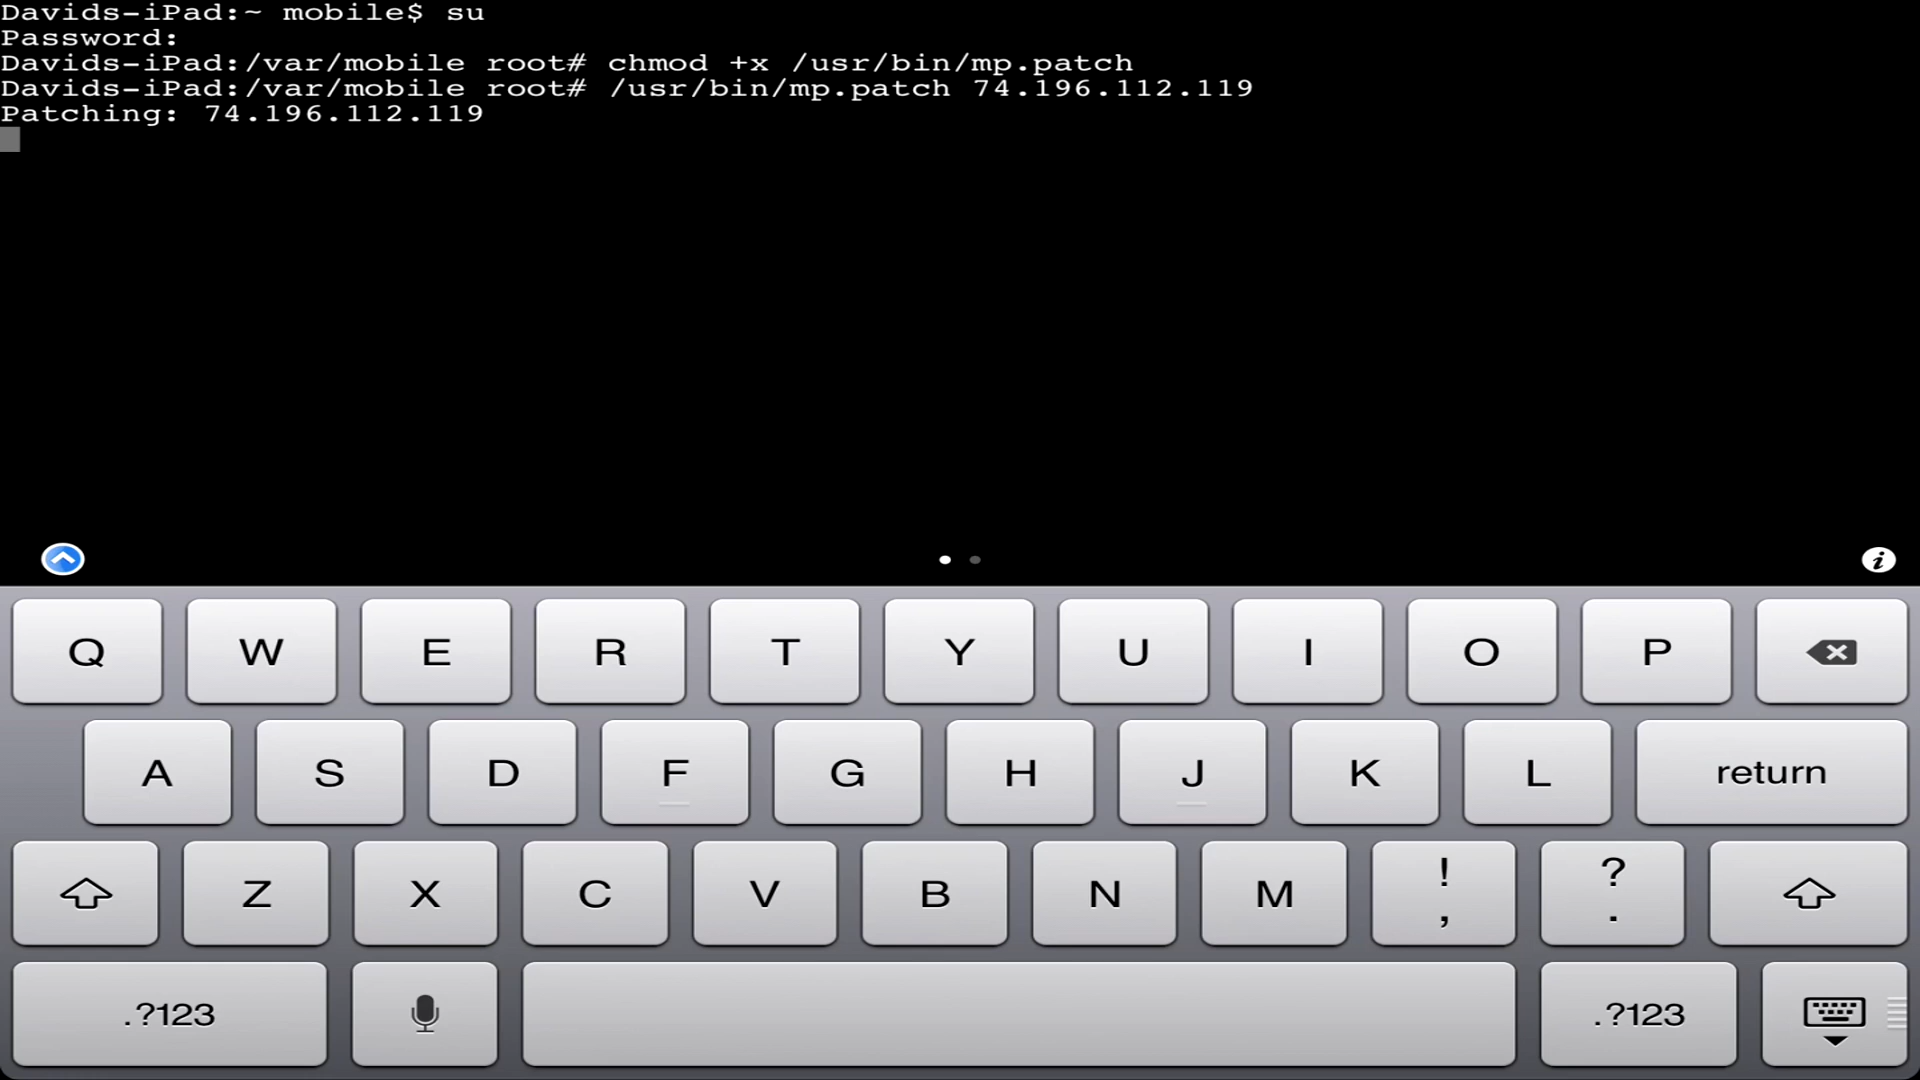 Davids-iPad:~ mobile$ su
Password:
Davids-iPad:/var/mobile root# chmod +x /usr/bin/mp.patch
Davids-iPad:/var/mobile root# /usr/bin/mp.patch 74.196.112.119
Patching: 74.196.112.119
i
Q W E R T Y U I O P
A S D F G H J K L return
Z X C V B N M ! , ? .
.?123 .?123